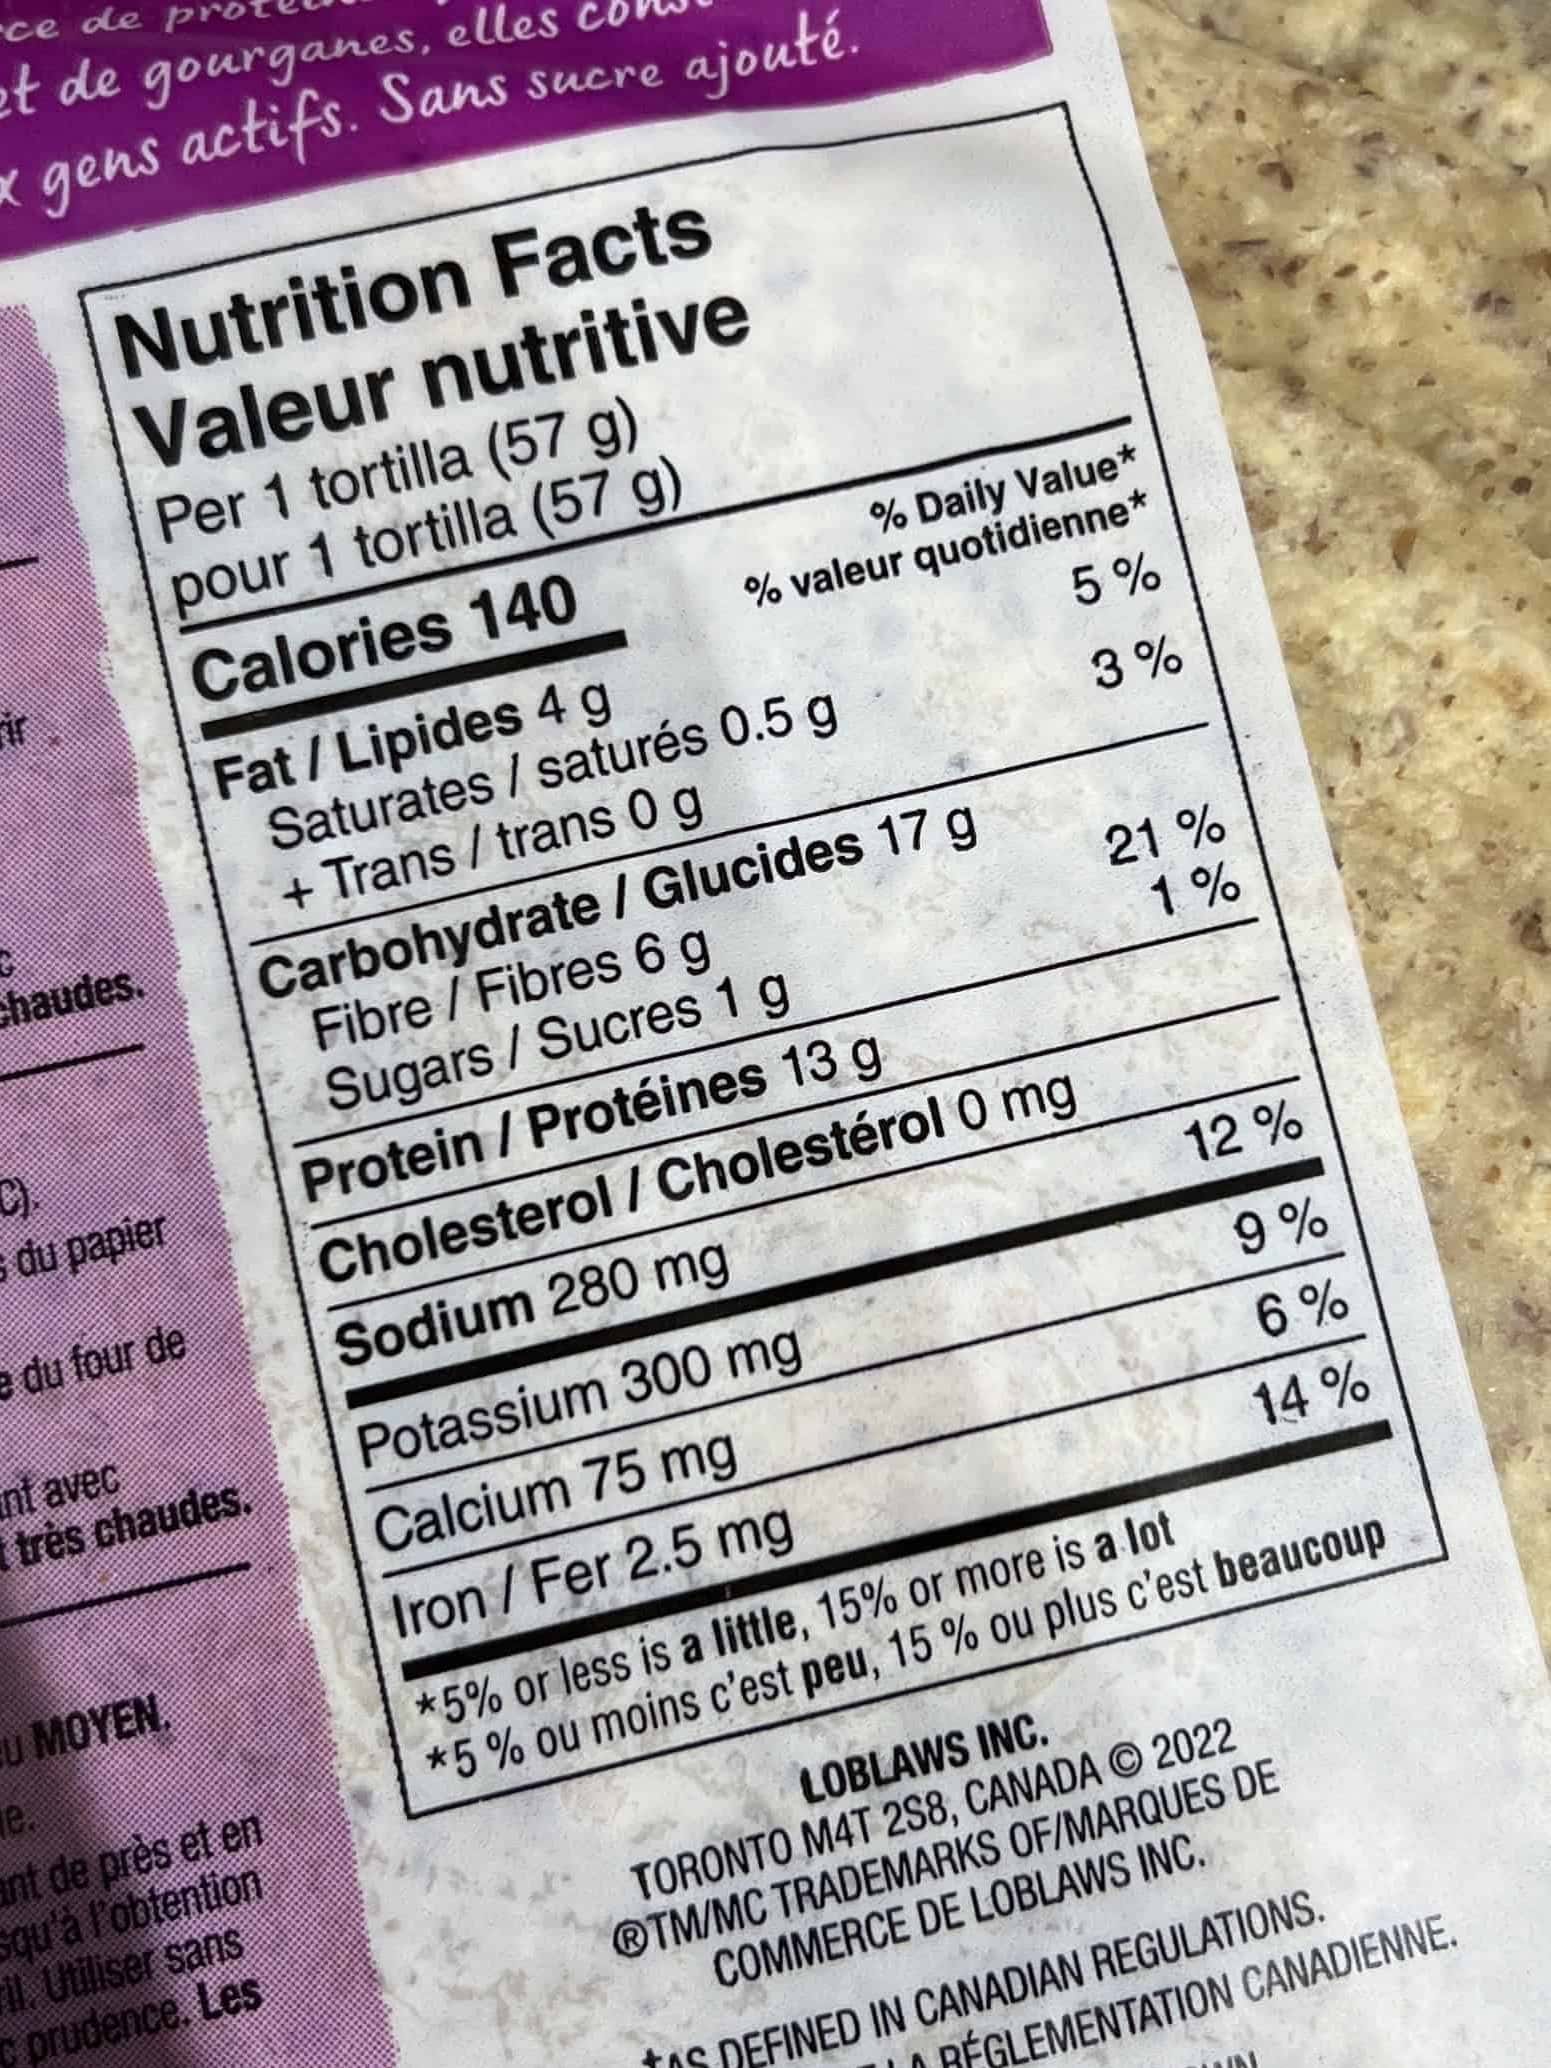 ce de
et de gourganes, elles
x gens actifs. Sans sucre ajouté.
Nutrition Facts
Valeur nutritive
Per 1 tortilla (57 g)
pour 1 tortilla (57 g)
% Daily Value*
% valeur quotidienne*
Calories 140
Fat / Lipides 4 g 5 %
Saturates / saturés 0.5 g 3 %
+ Trans / trans 0 g
Carbohydrate / Glucides 17 g
Fibre / Fibres 6 g 21 %
Sugars / Sucres 1 g 1 %
Protein / Protéines 13 g
Cholesterol / Cholestérol 0 mg
Sodium 280 mg 12 %
Potassium 300 mg 9 %
Calcium 75 mg 6 %
Iron / Fer 2.5 mg 14 %
*5% or less is a little, 15% or more is a lot
*5 % ou moins c'est peu, 15 % ou plus c'est beaucoup
LOBLAWS INC.
TORONTO M4T 2S8, CANADA © 2022
®TM/MC TRADEMARKS OF/MARQUES DE
COMMERCE DE LOBLAWS INC.
DEFINED IN CANADIAN REGULATIONS.
RÉGLEMENTATION CANADIENNE.
chaudes.
C).
du papier
du four de
avec
très chaudes.
MOYEN.
de près et en
l'obtention
Utiliser sans
prudence. Les